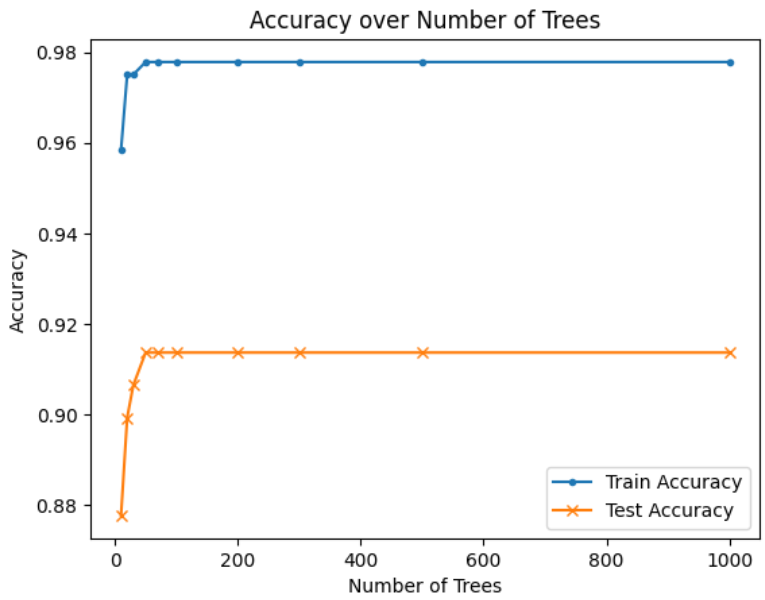 Accuracy over Number of Trees
0.98
0.96
0.94
0.92
0.90
0.88
Accuracy
0 200 400 600 800 1000
Number of Trees
Train Accuracy
Test Accuracy